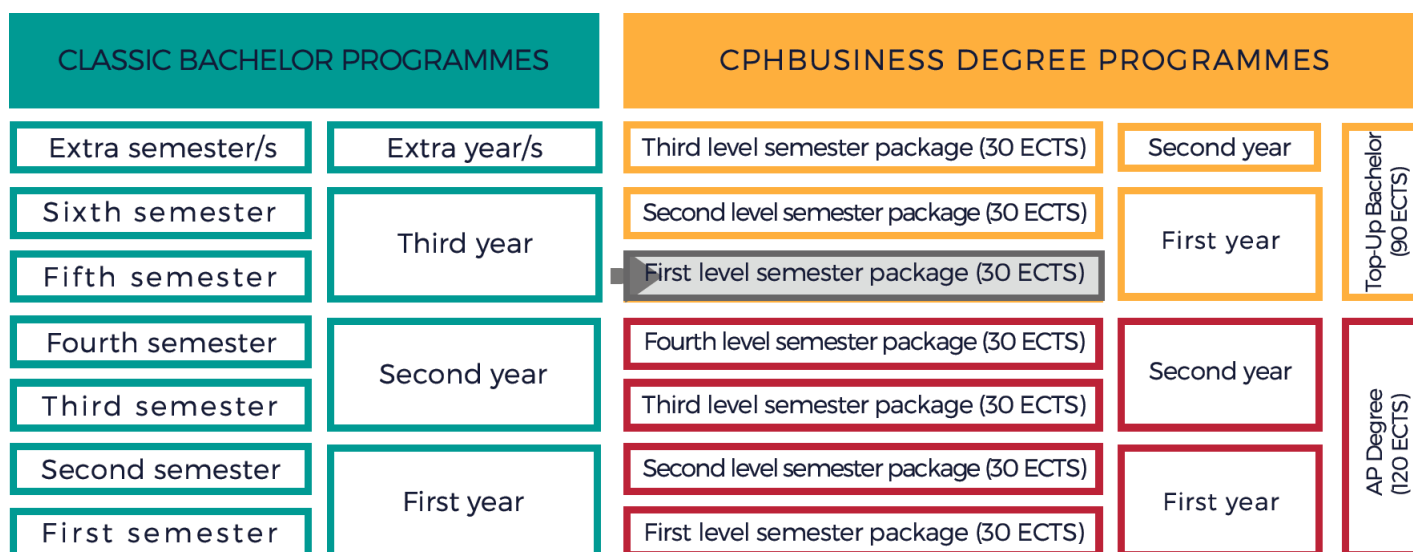 CLASSIC BACHELOR PROGRAMMES
CPHBUSINESS DEGREE PROGRAMMES
Extra semester/s
Extra year/s
Third level semester package (30 ECTS)
Second year
Top-Up Bachelor
(90 ECTS)
Sixth semester
Third year
Second level semester package (30 ECTS)
First year
Fifth semester
First level semester package (30 ECTS)
Fourth semester
Second year
Fourth level semester package (30 ECTS)
Second year
AP Degree
(120 ECTS)
Third semester
Third level semester package (30 ECTS)
Second semester
First year
Second level semester package (30 ECTS)
First year
First semester
First level semester package (30 ECTS)